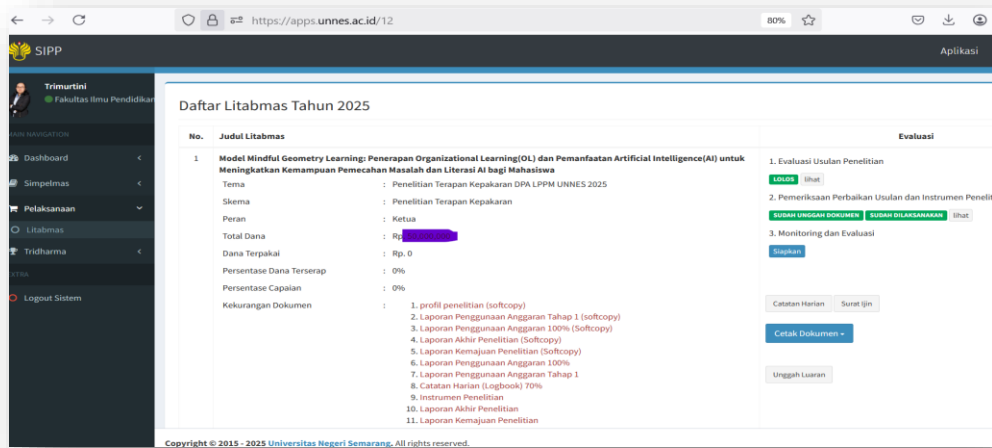 https://apps.unnes.ac.id/12
80%
SIPP
Aplikasi
Trimurtini
Fakultas Ilmu Pendidikan
MAIN NAVIGATION
Dashboard
Simpelmas
Pelaksanaan
Litabmas
Tridharma
EXTRA
Logout Sistem
Daftar Litabmas Tahun 2025
No. Judul Litabmas Evaluasi
1 Model Mindful Geometry Learning: Penerapan Organizational Learning(OL) dan Pemanfaatan Artificial Intelligence(AI) untuk
Meningkatkan Kemampuan Pemecahan Masalah dan Literasi AI bagi Mahasiswa
Tema : Penelitian Terapan Kepakaran DPA LPPM UNNES 2025
Skema : Penelitian Terapan Kepakaran
Peran : Ketua
Total Dana : Rp
Dana Terpakai : Rp. 0
Persentase Dana Terserap : 0%
Persentase Capaian : 0%
Kekurangan Dokumen :
1. profil penelitian (softcopy)
2. Laporan Penggunaan Anggaran Tahap 1 (softcopy)
3. Laporan Penggunaan Anggaran 100% (Softcopy)
4. Laporan Akhir Penelitian (Softcopy)
5. Laporan Kemajuan Penelitian (Softcopy)
6. Laporan Penggunaan Anggaran 100%
7. Laporan Penggunaan Anggaran Tahap 1
8. Catatan Harian (Logbook) 70%
9. Instrumen Penelitian
10. Laporan Akhir Penelitian
11. Laporan Kemajuan Penelitian
1. Evaluasi Usulan Penelitian
LOLOS lihat
2. Pemeriksaan Perbaikan Usulan dan Instrumen Penelit
SUDAH UNGGAH DOKUMEN SUDAH DILAKSANAKAN lihat
3. Monitoring dan Evaluasi
Siapkan
Catatan Harian Surat Ijin
Cetak Dokumen
Unggah Luaran
Copyright © 2015 - 2025 Universitas Negeri Semarang. All rights reserved.